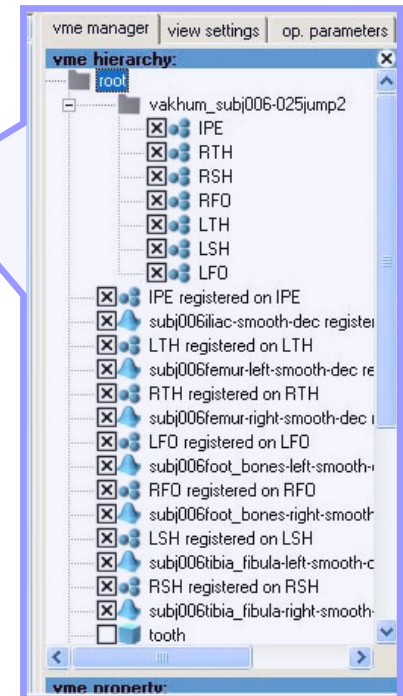 vme manager view settings op. parameters
vme hierarchy:
root
vakhum_subj006-025jump2
IPE
RTH
RSH
RFO
LTH
LSH
LFO
IPE registered on IPE
subj006iliac-smooth-dec register
LTH registered on LTH
subj006femur-left-smooth-dec re
RTH registered on RTH
subj006femur-right-smooth-dec r
LFO registered on LFO
subj006foot_bones-left-smooth-
RFO registered on RFO
subj006foot_bones-right-smooth
LSH registered on LSH
subj006tibia_fibula-left-smooth-c
RSH registered on RSH
subj006tibia_fibula-right-smooth-
tooth
vme property: